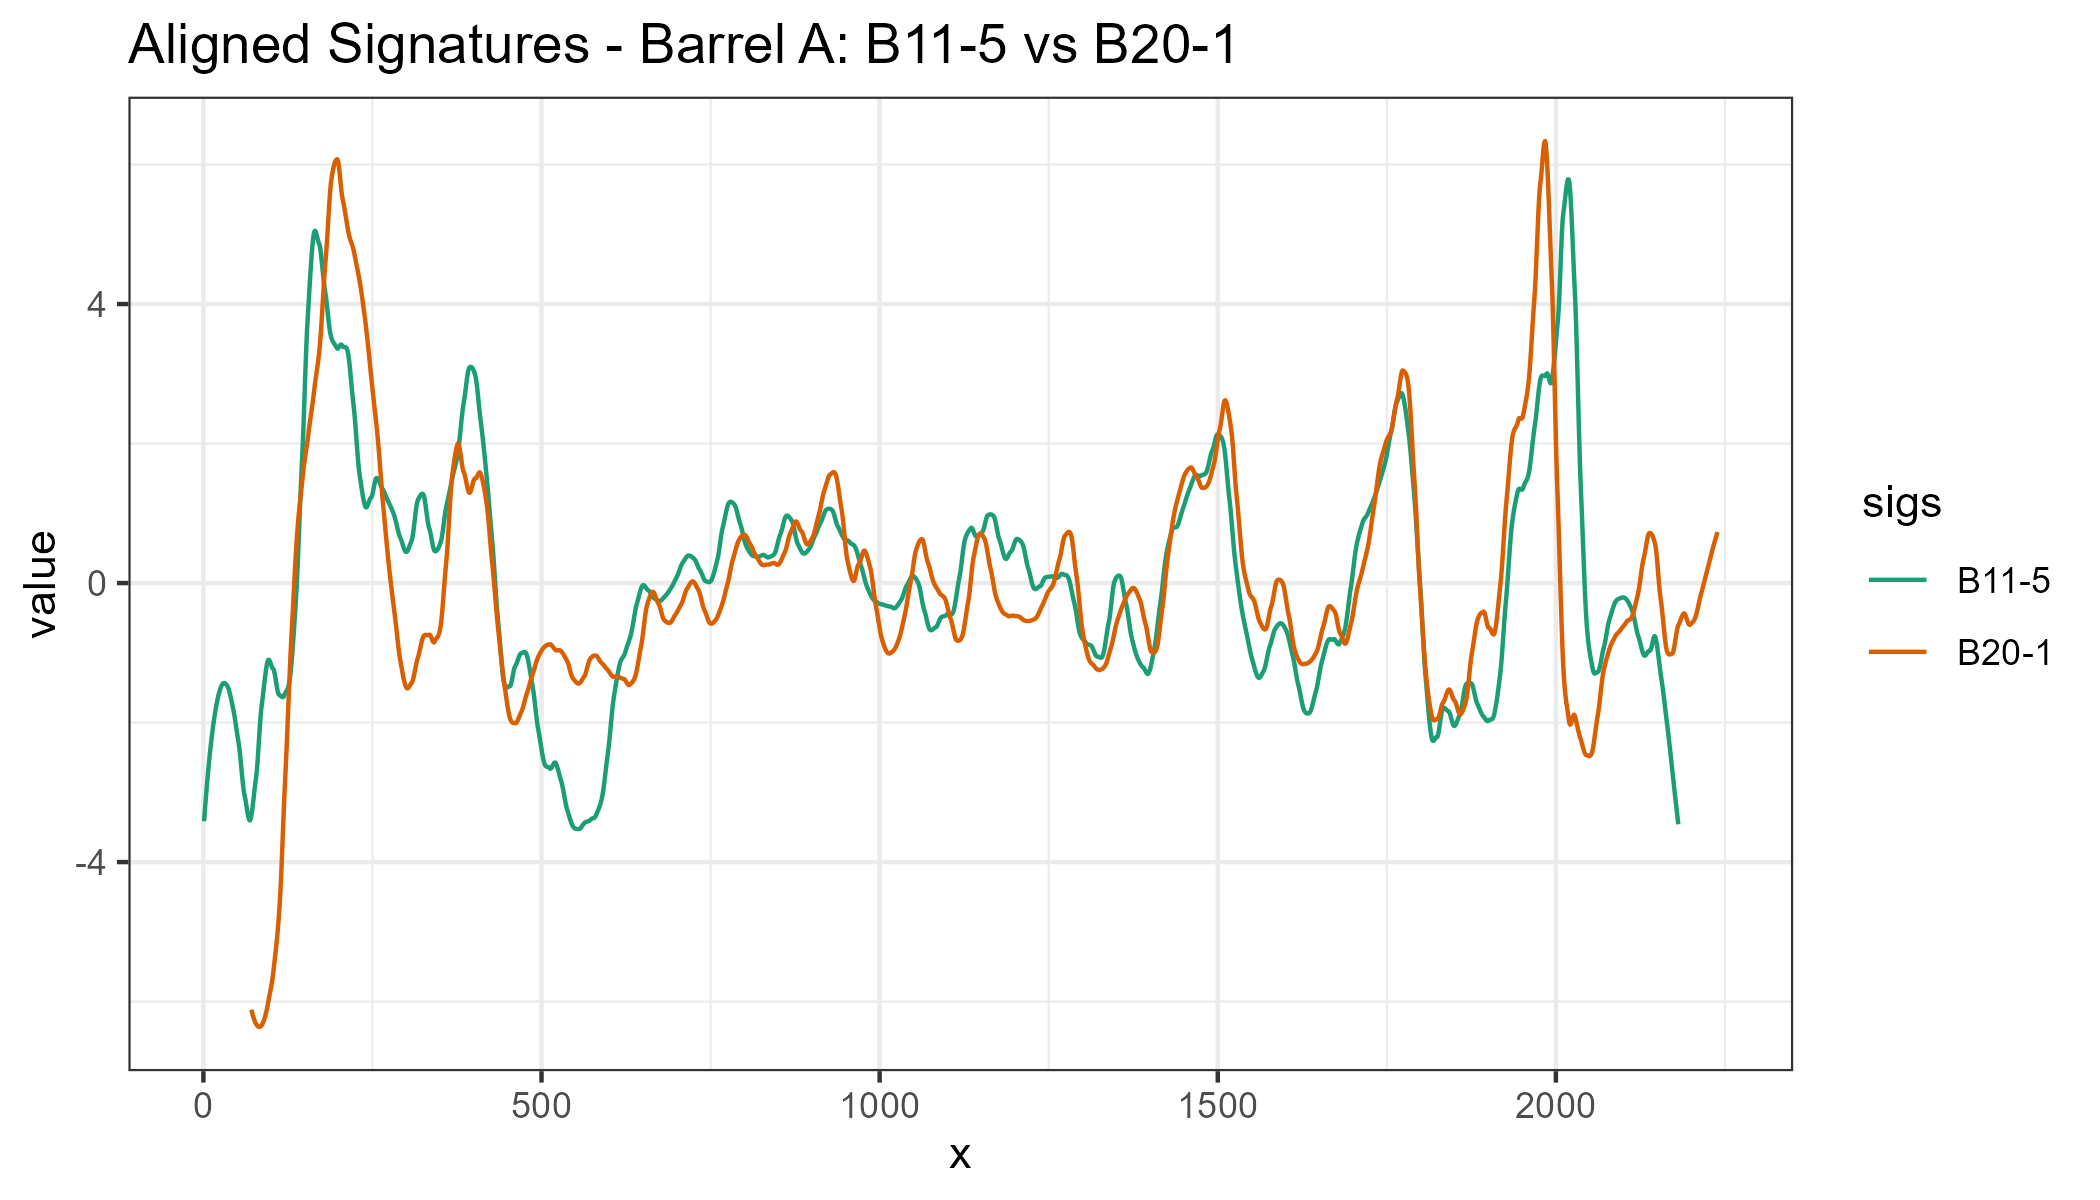 Aligned Signatures - Barrel A: B11-5 vs B20-1
value
4
0
-4
0
500
1000
1500
2000
x
sigs
B11-5
B20-1